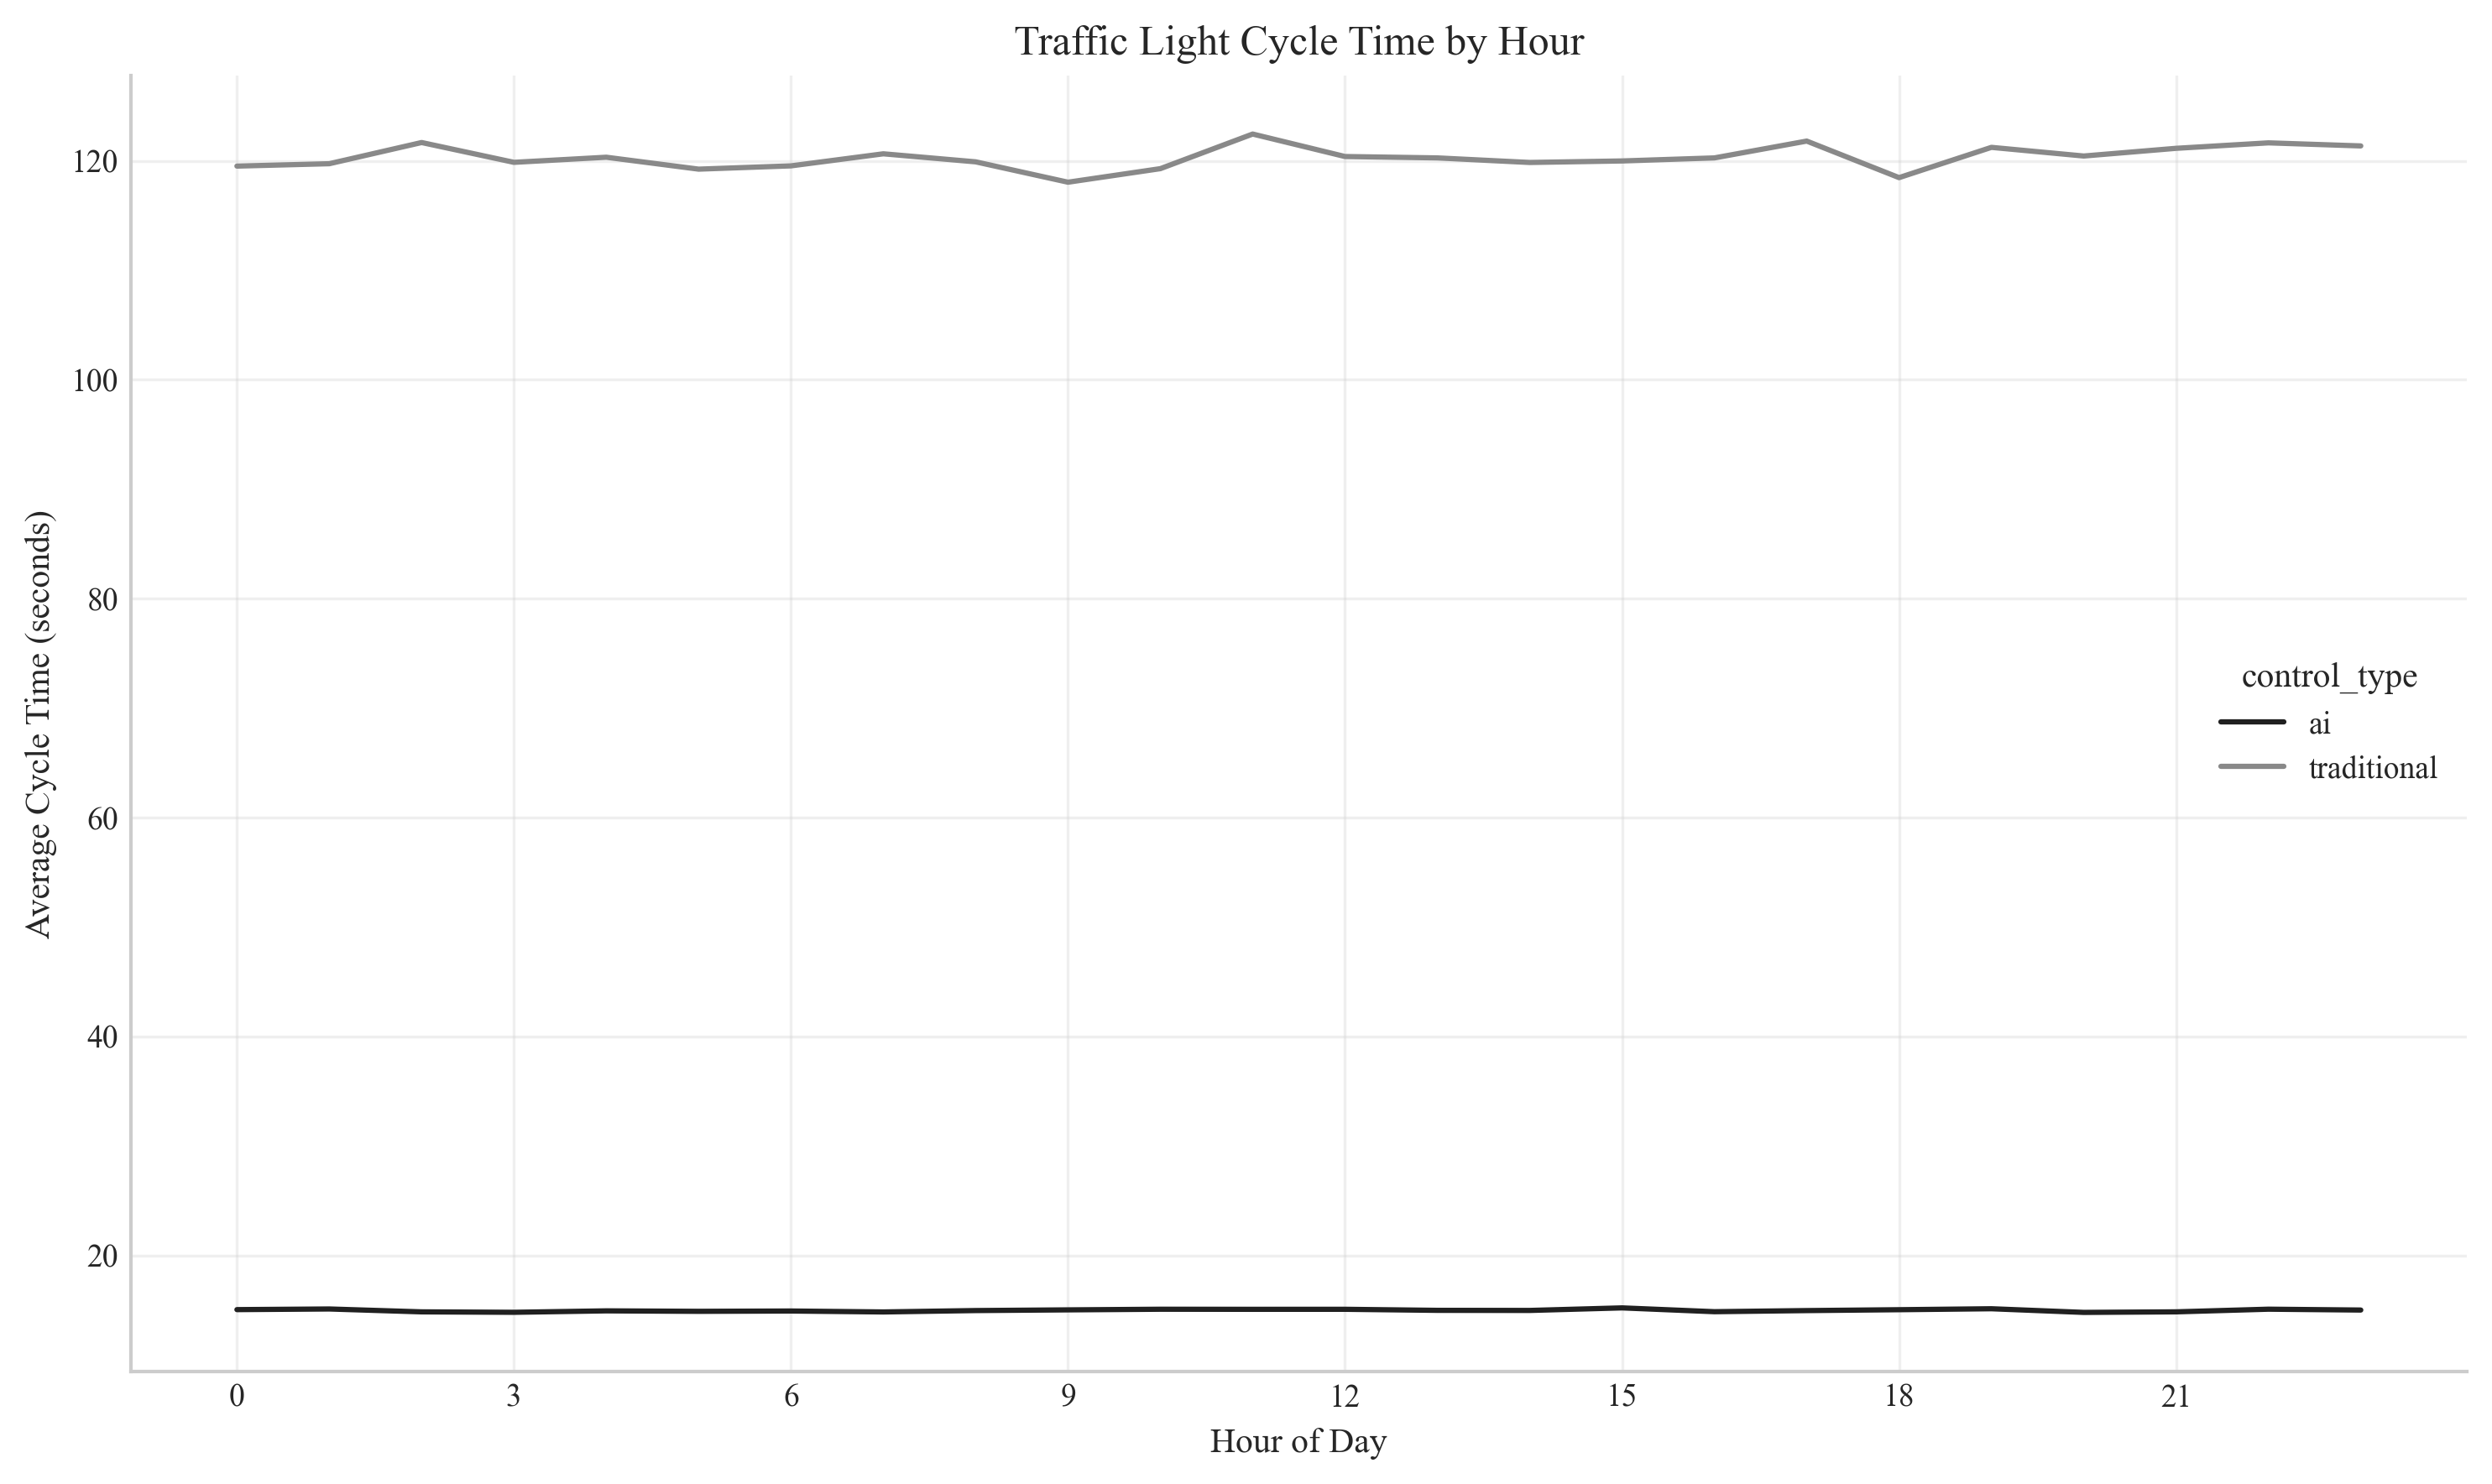 Traffic Light Cycle Time by Hour
120
100
80
60
40
20
Average Cycle Time (seconds)
control_type
ai
traditional
0 3 6 9 12 15 18 21
Hour of Day